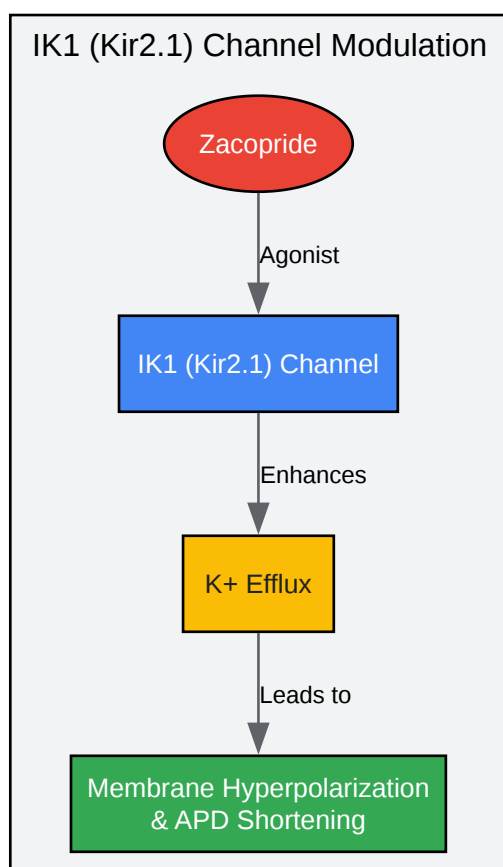 IK1 (Kir2.1) Channel Modulation
Zacopride
Agonist
IK1 (Kir2.1) Channel
Enhances
K+ Efflux
Leads to
Membrane Hyperpolarization
& APD Shortening